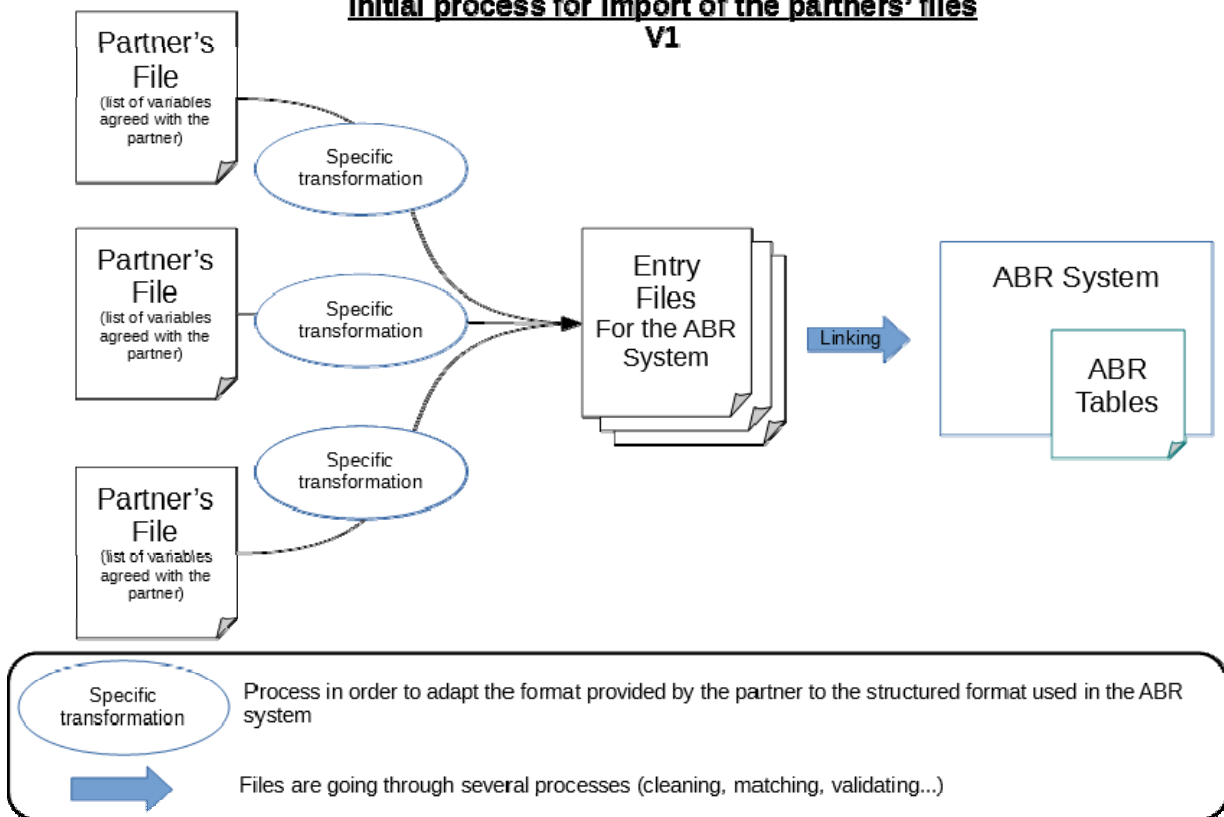 Initial process for import of the partners' files
V1
Partner's
File
(list of variables
agreed with the
partner)
Specific
transformation
Partner's
File
(list of variables
agreed with the
partner)
Specific
transformation
Partner's
File
(list of variables
agreed with the
partner)
Specific
transformation
Entry
Files
For the ABR
System
Linking
ABR System
ABR
Tables
Specific
transformation
Process in order to adapt the format provided by the partner to the structured format used in the ABR
system
Files are going through several processes (cleaning, matching, validating...)